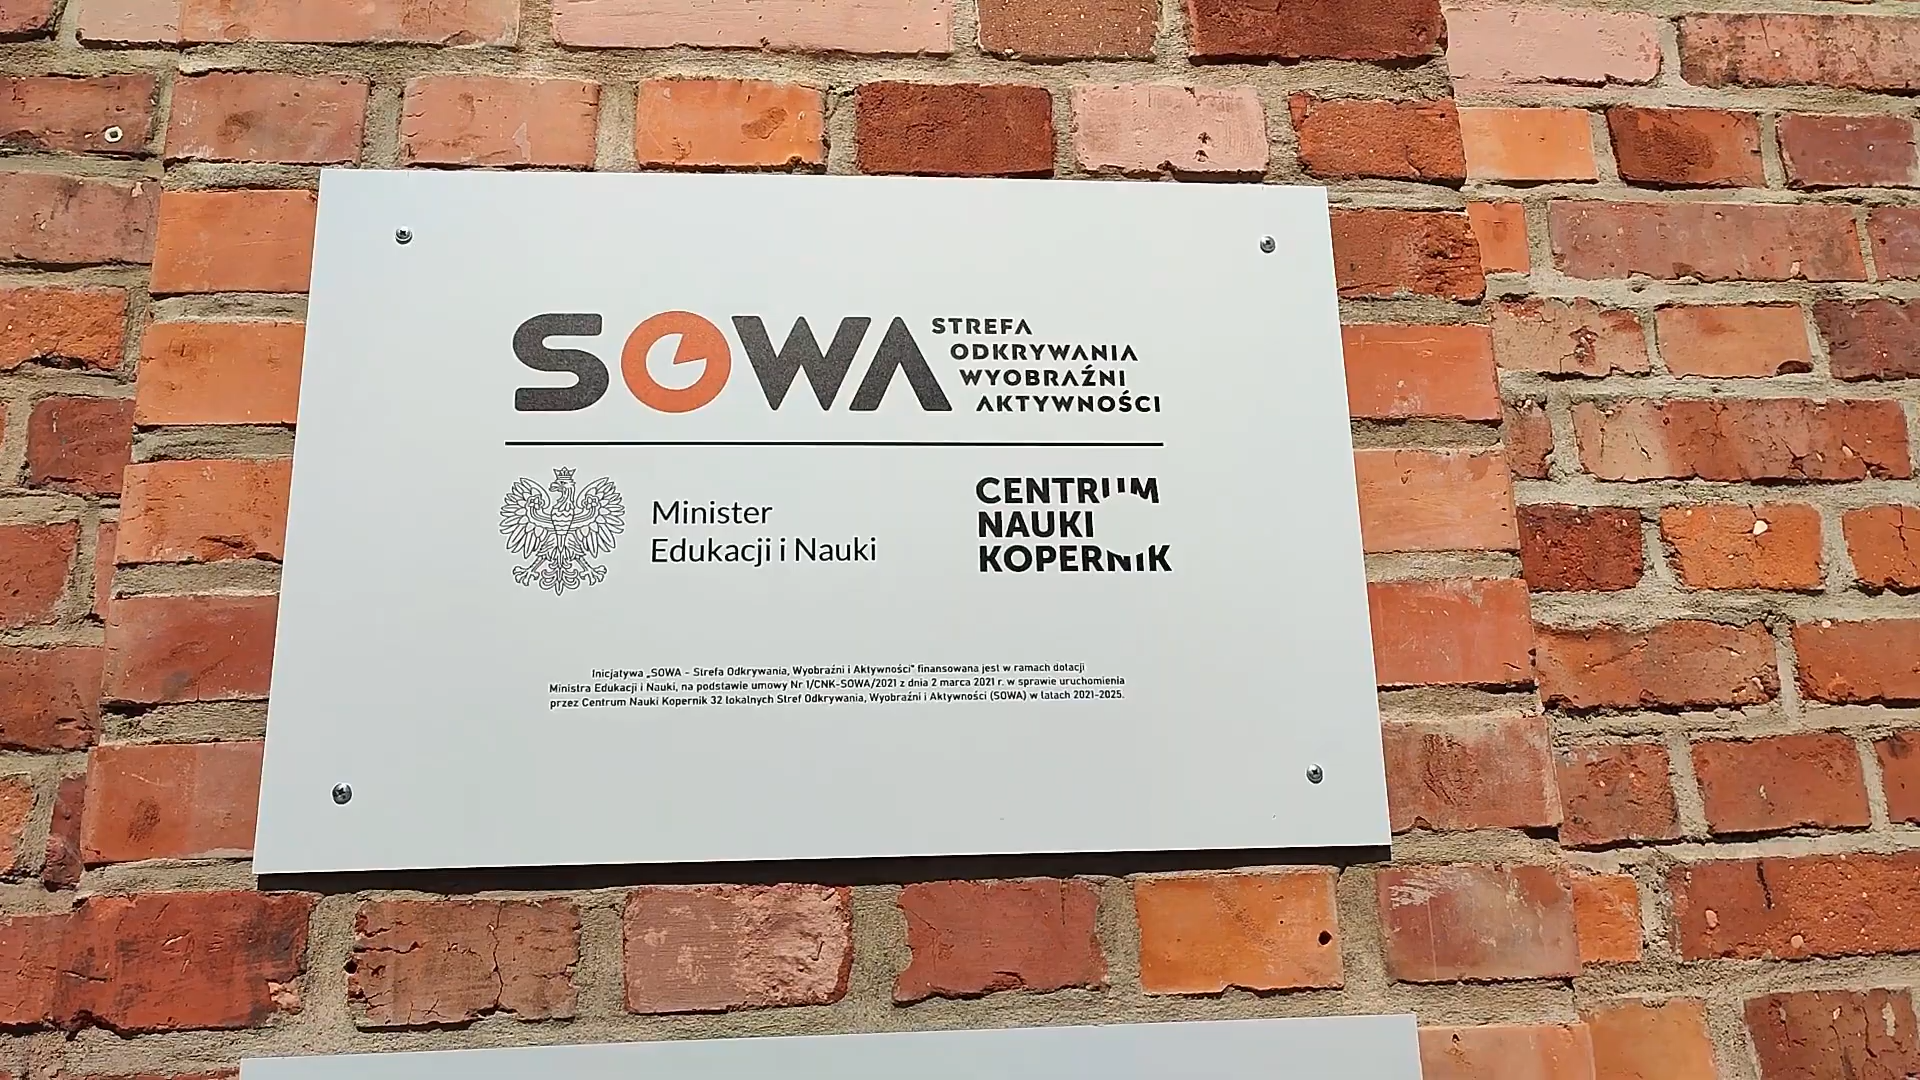 SOWA
STREFA
ODKRYWANIA
WYOBRAŹNI
AKTYWNOŚCI
Minister
Edukacji i Nauki
CENTRUM
NAUKI
KOPERNIK
Inicjatywa „SOWA - Strefa Odkrywania, Wyobraźni i Aktywności” finansowana jest w ramach dotacji
Ministra Edukacji i Nauki, na podstawie umowy Nr 1/CNK-SOWA/2021 z dnia 2 marca 2021 r. w sprawie uruchomienia
przez Centrum Nauki Kopernik 32 lokalnych Stref Odkrywania, Wyobraźni i Aktywności (SOWA) w latach 2021-2025.